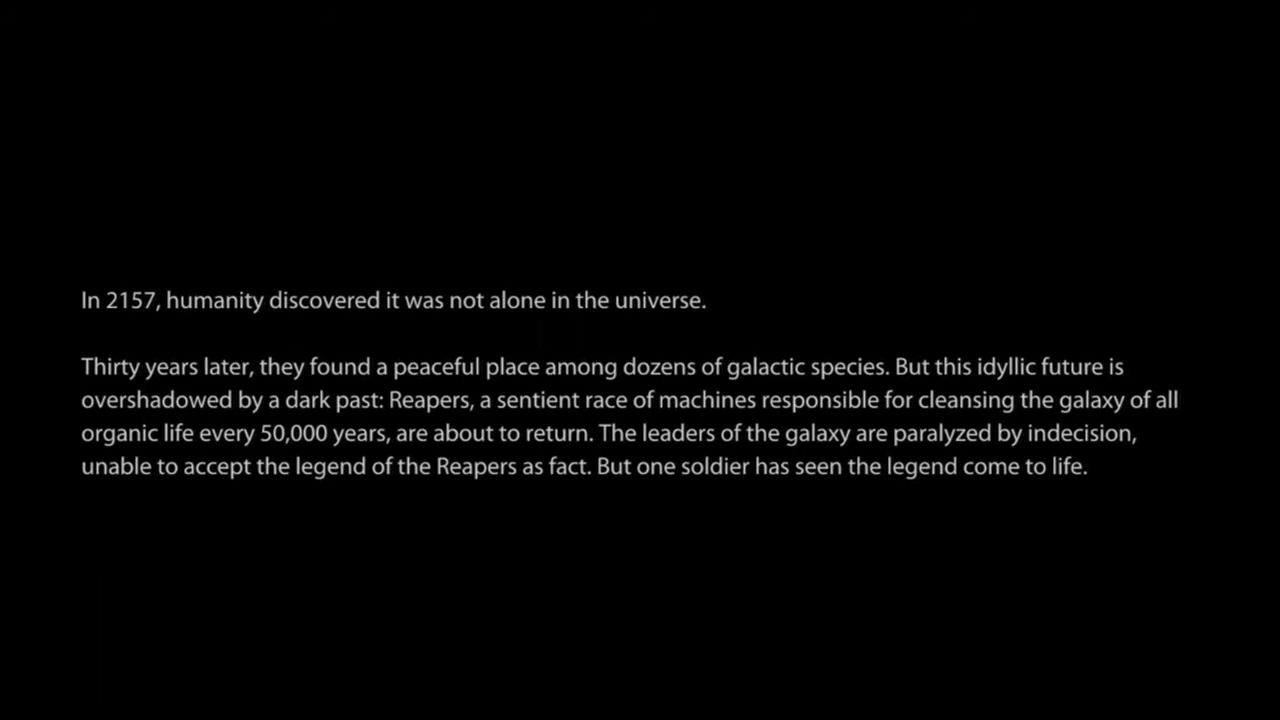 In 2157, humanity discovered it was not alone in the universe.
Thirty years later, they found a peaceful place among dozens of galactic species. But this idyllic future is
overshadowed by a dark past: Reapers, a sentient race of machines responsible for cleansing the galaxy of all
organic life every 50,000 years, are about to return. The leaders of the galaxy are paralyzed by indecision,
unable to accept the legend of the Reapers as fact. But one soldier has seen the legend come to life.